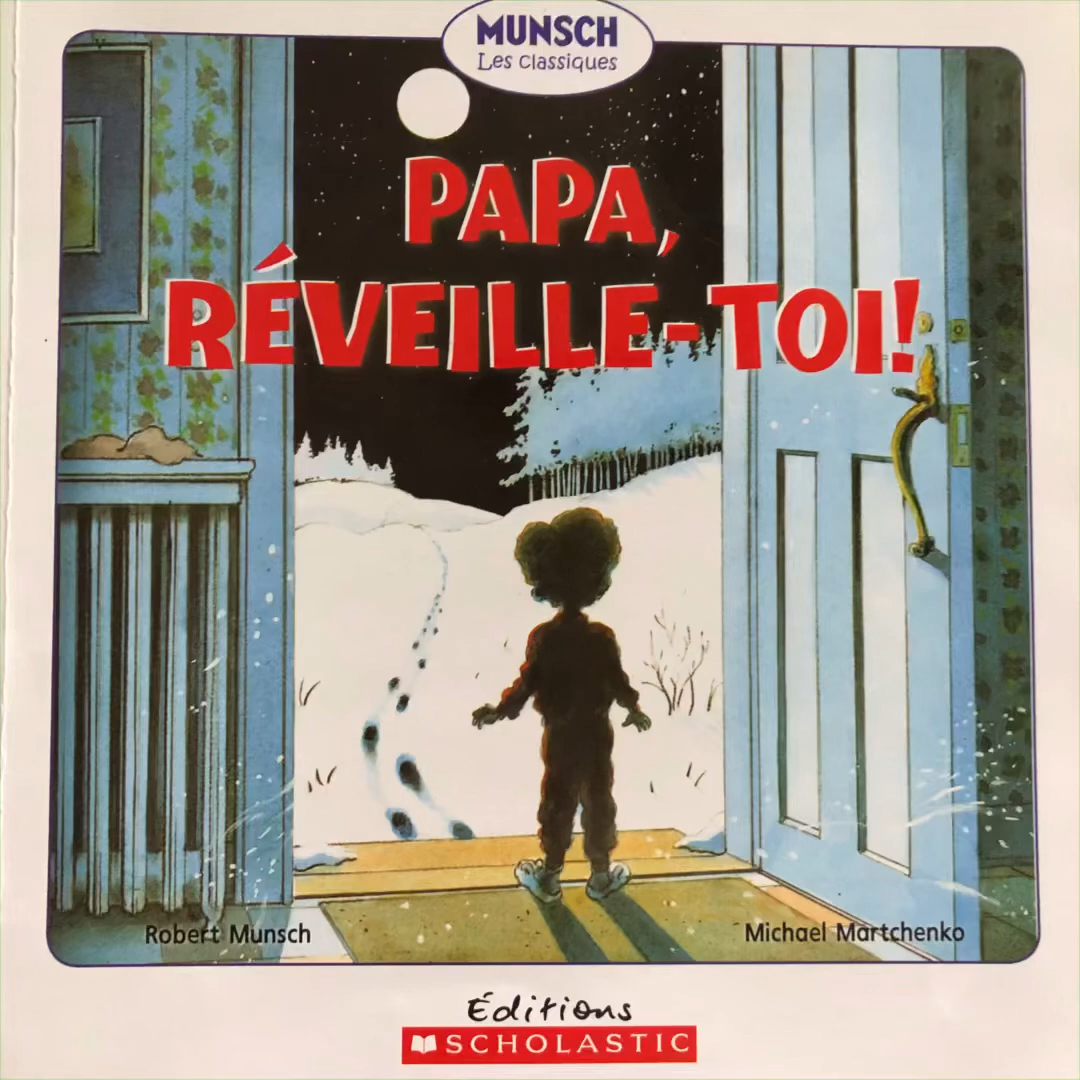 MUNSCH
Les classiques
PAPA,
RÉVEILLE-TOI!
Robert Munsch
Michael Martchenko
Éditions
SCHOLASTIC